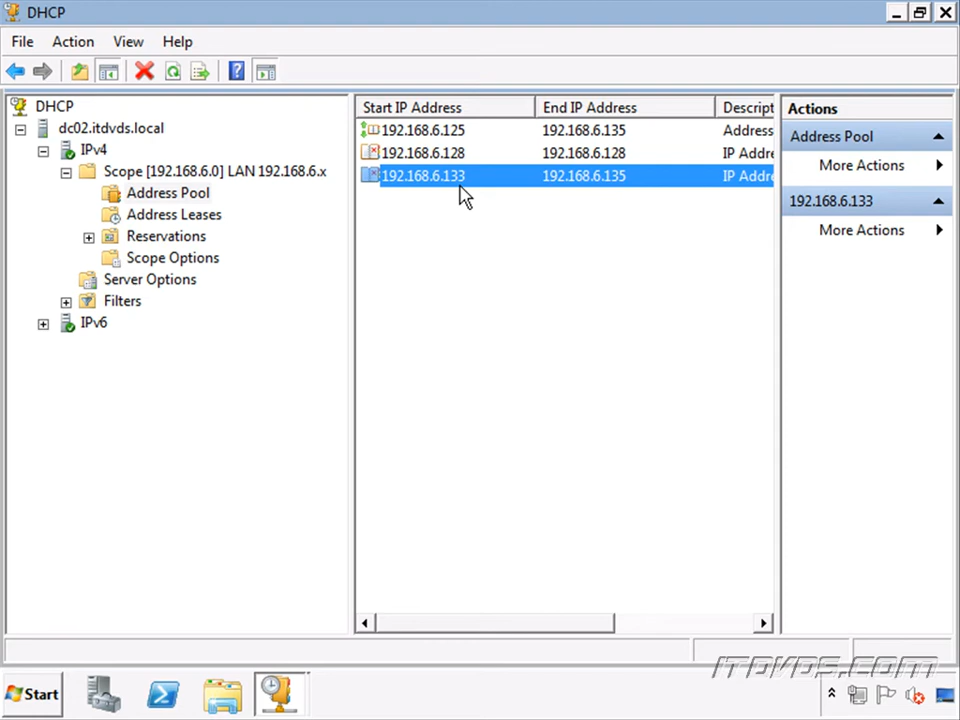 DHCP
File Action View Help
DHCP
dc02.itdvds.local
IPv4
Scope [192.168.6.0] LAN 192.168.6.x
Address Pool
Address Leases
Reservations
Scope Options
Server Options
Filters
IPv6
Start IP Address End IP Address Descript
192.168.6.125 192.168.6.135 Address
192.168.6.128 192.168.6.128 IP Addre
192.168.6.133 192.168.6.135 IP Addre
Actions
Address Pool
More Actions
192.168.6.133
More Actions
ITDVDS.COM
Start